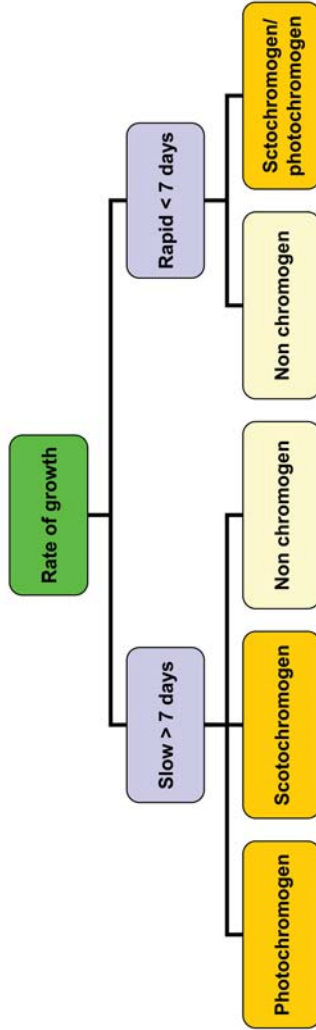 Rate of growth
Slow > 7 days
Rapid < 7 days
Photochromogen
Scotochromogen
Non chromogen
Non chromogen
Sctochromogen/
photochromogen